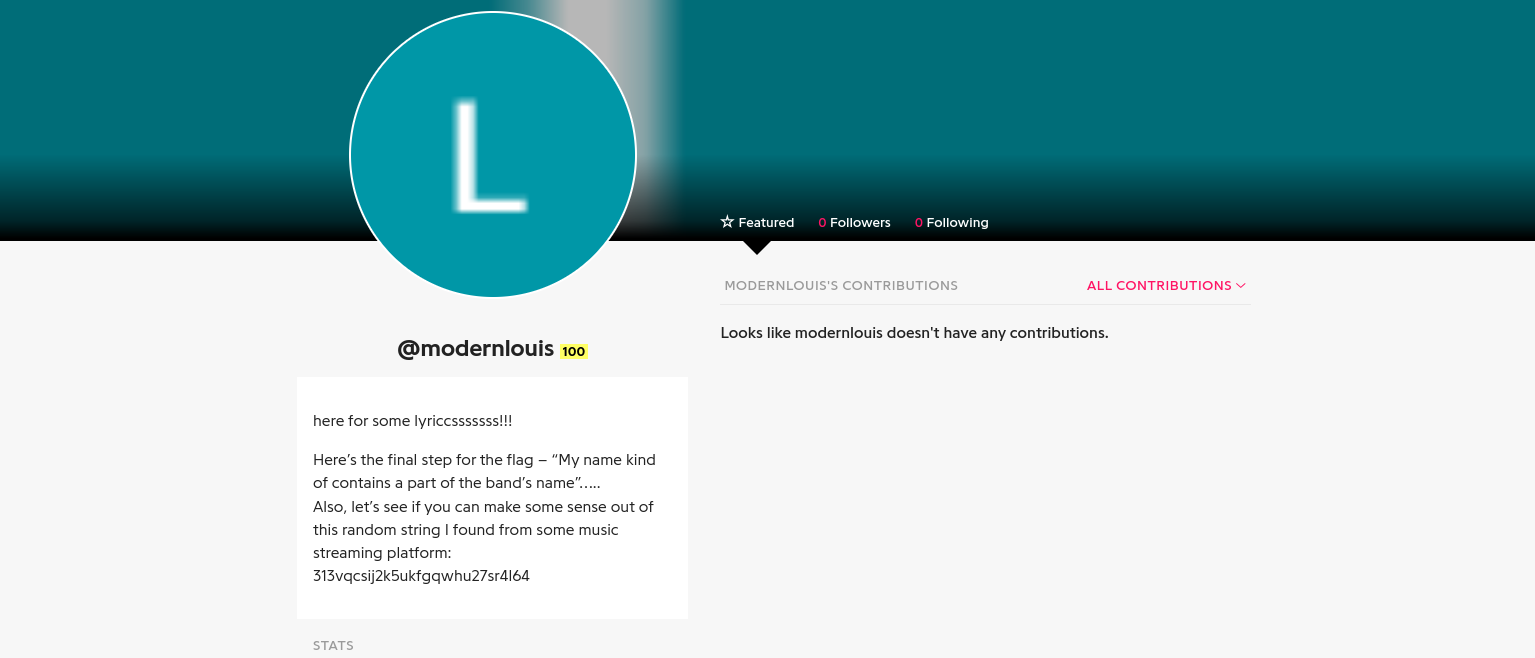 L
☆ Featured 0 Followers 0 Following
MODERNLOUIS'S CONTRIBUTIONS ALL CONTRIBUTIONS
Looks like modernlouis doesn't have any contributions.
@modernlouis 100
here for some lyriccsssssss!!!
Here’s the final step for the flag – “My name kind
of contains a part of the band’s name”…..
Also, let’s see if you can make some sense out of
this random string I found from some music
streaming platform:
313vqcsij2k5ukfgqwhu27sr4l64
STATS